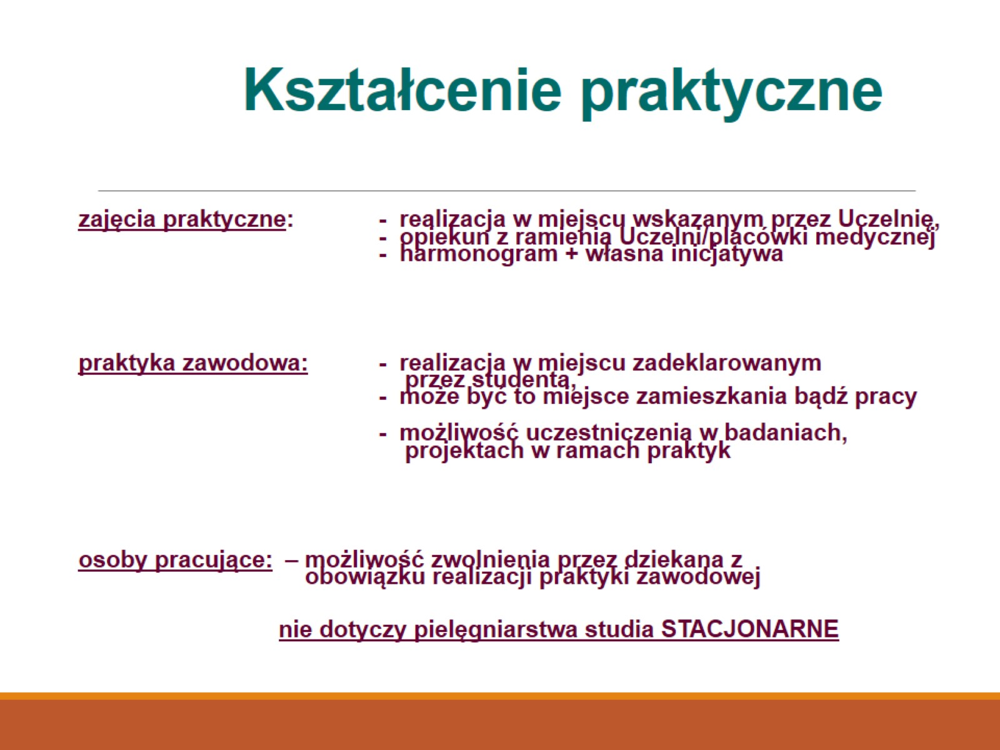 Kształcenie praktyczne
zajęcia praktyczne: - realizacja w miejscu wskazanym przez Uczelnię,
- opiekun z ramienia Uczelni/placówki medycznej
- harmonogram + własna inicjatywa
praktyka zawodowa: - realizacja w miejscu zadeklarowanym
przez studenta,
- może być to miejsce zamieszkania bądź pracy
- możliwość uczestniczenia w badaniach,
projektach w ramach praktyk
osoby pracujące: – możliwość zwolnienia przez dziekana z
obowiązku realizacji praktyki zawodowej
nie dotyczy pielęgniarstwa studia STACJONARNE